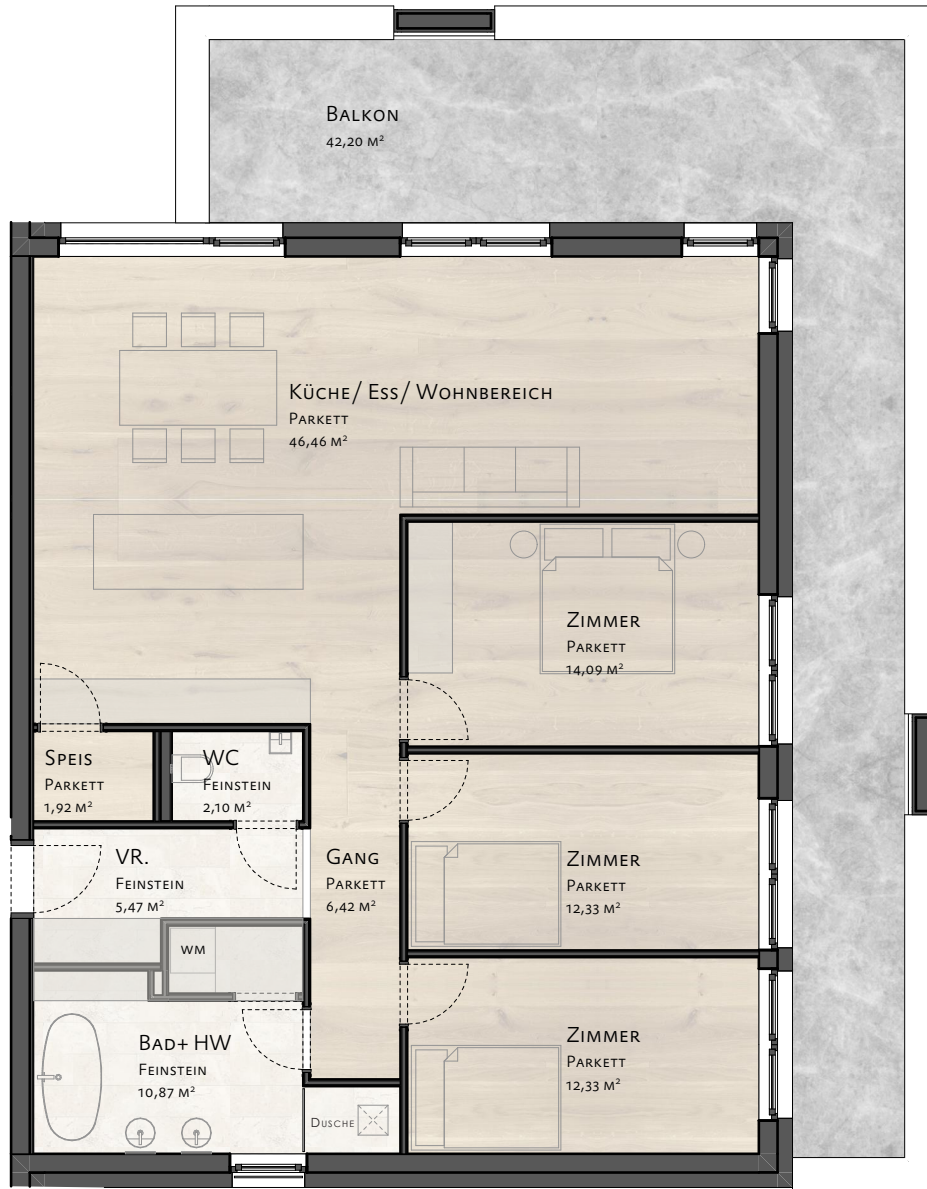 Balkon
42,20 m²
Küche/ Ess/ Wohnbereich
Parkett
46,46 m²
Zimmer
Parkett
14,09 m²
Speis
Parkett
1,92 m²
WC
Feinstein
2,10 m²
VR.
Feinstein
5,47 m²
Gang
Parkett
6,42 m²
Zimmer
Parkett
12,33 m²
WM
Bad+ HW
Feinstein
10,87 m²
Zimmer
Parkett
12,33 m²
Dusche